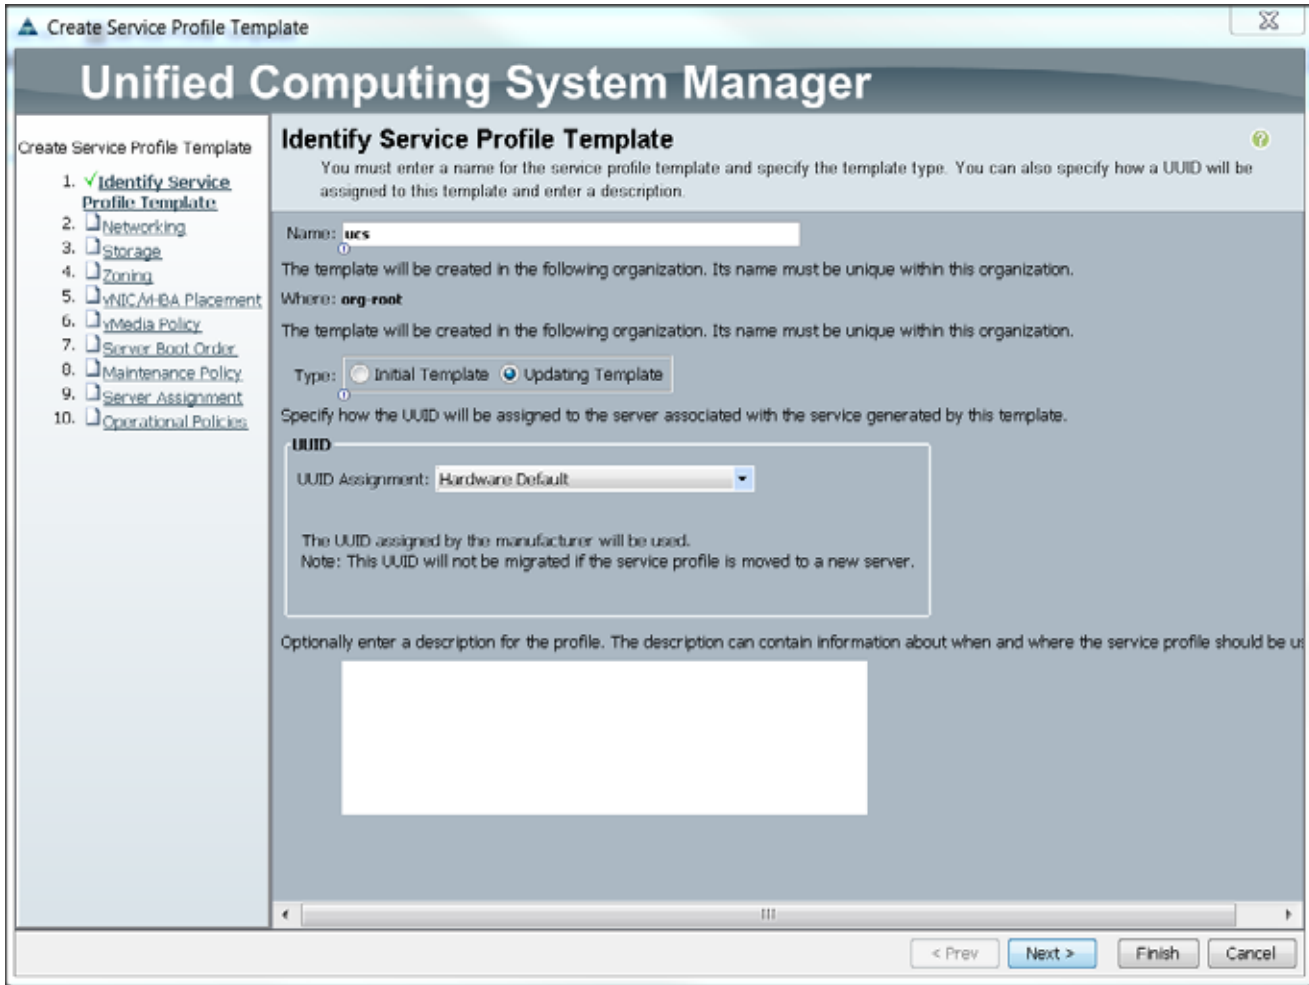 Create Service Profile Template
Unified Computing System Manager
Create Service Profile Template
1. Identify Service
Profile Template
2. Networking
3. Storage
4. Zoning
5. vNIC/vHBA Placement
6. vMedia Policy
7. Server Boot Order
8. Maintenance Policy
9. Server Assignment
10. Operational Policies
Identify Service Profile Template
You must enter a name for the service profile template and specify the template type. You can also specify how a UUID will be
assigned to this template and enter a description.
Name: ucs
The template will be created in the following organization. Its name must be unique within this organization.
Where: org-root
The template will be created in the following organization. Its name must be unique within this organization.
Type: Initial Template Updating Template
Specify how the UUID will be assigned to the server associated with the service generated by this template.
UUID
UUID Assignment: Hardware Default
The UUID assigned by the manufacturer will be used.
Note: This UUID will not be migrated if the service profile is moved to a new server.
Optionally enter a description for the profile. The description can contain information about when and where the service profile should be
< Prev Next > Finish Cancel